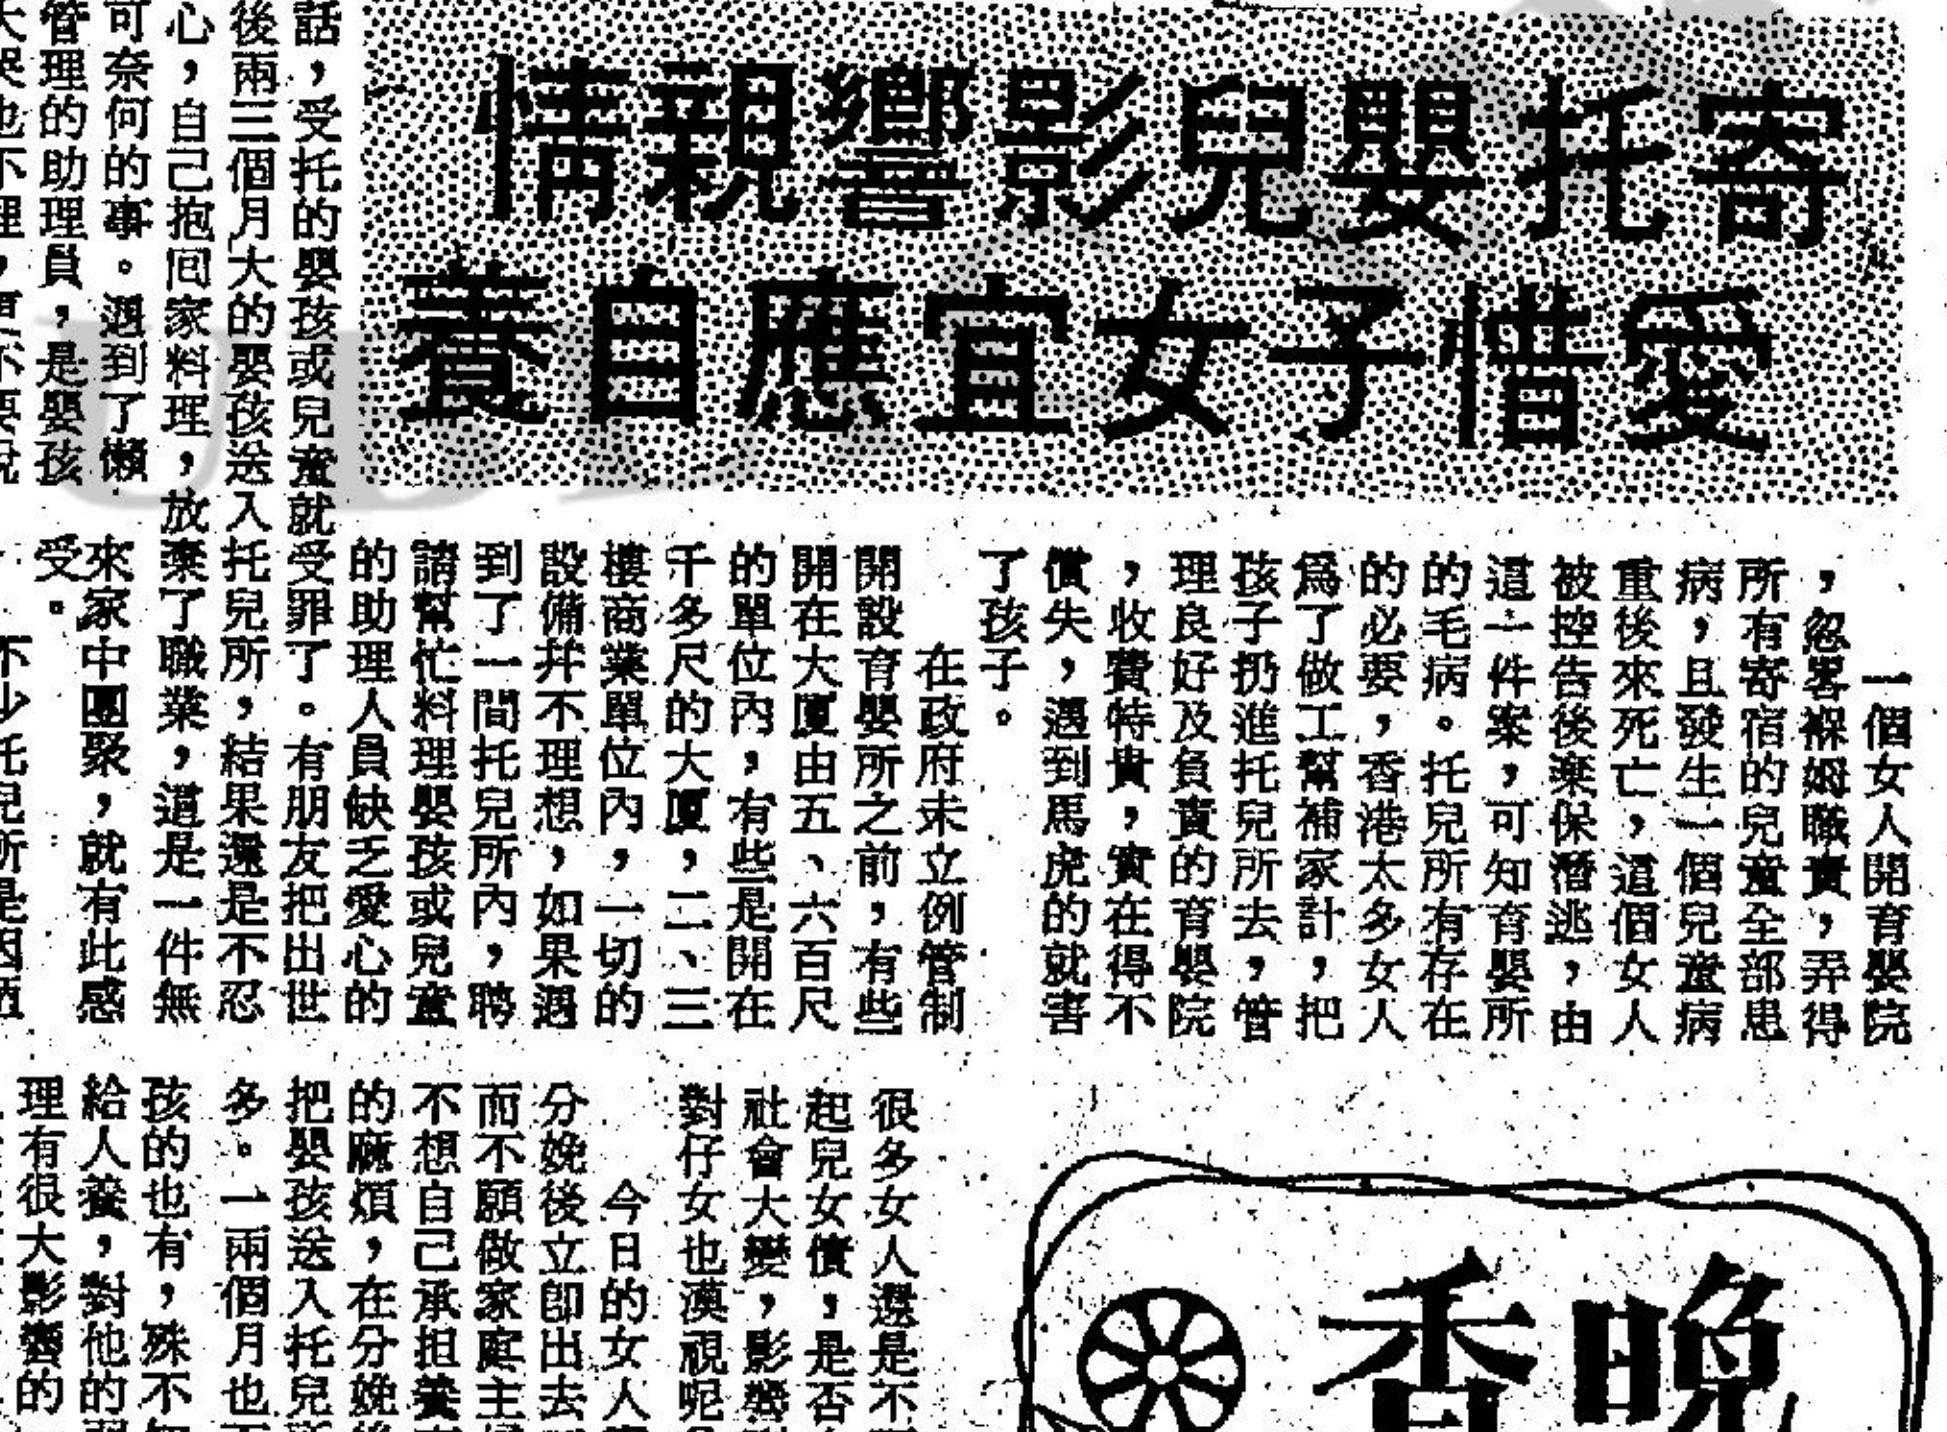 寄托嬰兒影響親情
愛惜子女宜應自養
一個女人開育嬰院
，忽畧褓姆職責，弄得
所有寄宿的兒童全部患
病，且發生一個兒童病
重後來死亡，這個女人
被控告後棄保潛逃，由
這一件案，可知育嬰所
的毛病。托兒所有存在
的必要，香港太多女人
爲了做工幫補家計，把
孩子扔進托兒所去，管
理良好及負責的育嬰院
，收費特貴，實在得不
償失，遇到馬虎的就害
了孩子。
在政府未立例管制
開設育嬰所之前，有些
開在大厦由五、六百尺
的單位內，有些是開在
千多尺的大厦，二、三
樓商業單位內，一切的
設備幷不理想，如果遇
到了一間托兒所內，聘
請幫忙料理嬰孩或兒童
的助理人員缺乏愛心的
話，受托的嬰孩或兒童就受罪了。有朋友把出世
後兩三個月大的嬰孩送入托兒所，結果還是不忍
心，自己抱囘家料理，放棄了職業，這是一件無
可奈何的事。遇到了懶
管理的助理員，是嬰孩
來家中團聚，就有此感
受。
很多女人還是不
起兒女債，是否
社會大變，影響
對仔女也漠視呢
今日的女人
分娩後立即出去
而不願做家庭主
不想自己承担養
的麻煩，在分娩
把嬰孩送入托兒
多。一兩個月也
孩的也有，殊不
給人養，對他的
理有很大影響的
晚香